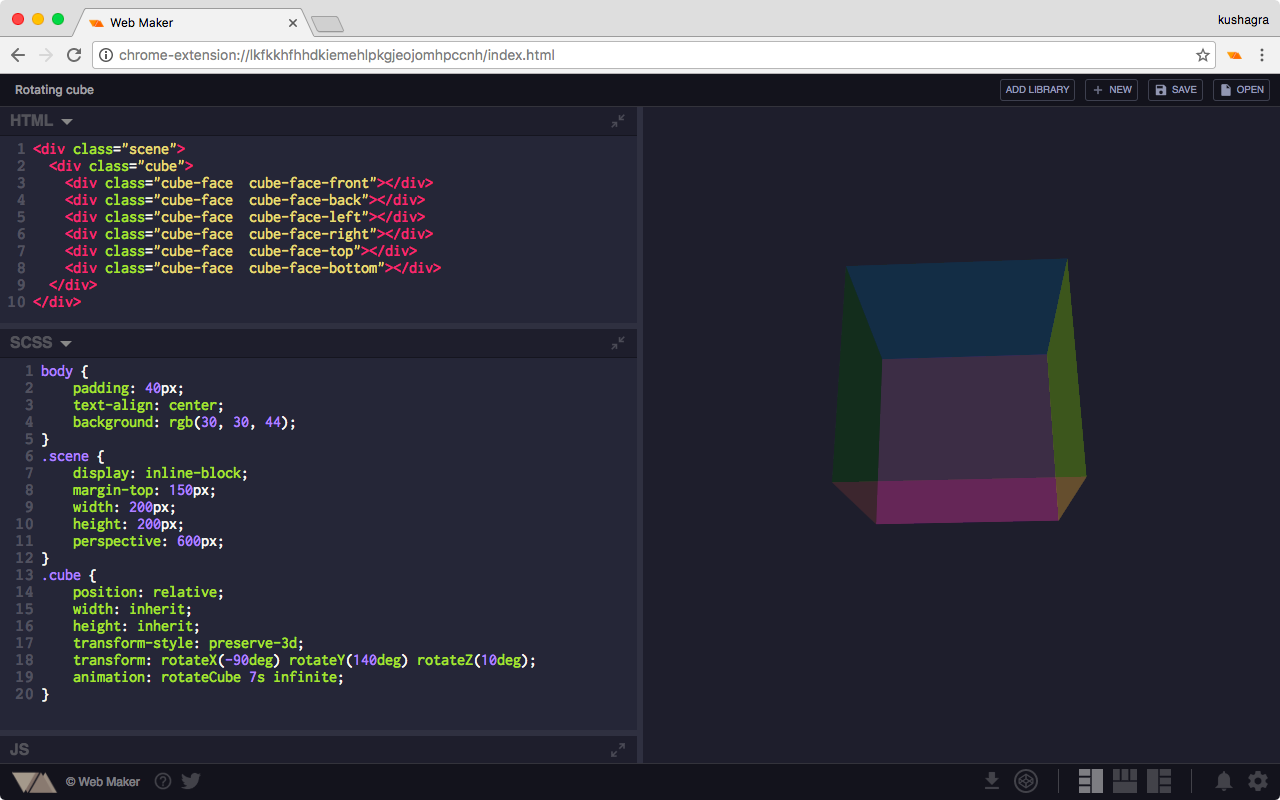 Web Maker
kushagra
chrome-extension://lkfkkhfhhdkiemehlpkgjeojomhpccnh/index.html
Rotating cube
ADD LIBRARY
+ NEW
SAVE
OPEN
HTML
1 <div class="scene">
2   <div class="cube">
3     <div class="cube-face  cube-face-front"></div>
4     <div class="cube-face  cube-face-back"></div>
5     <div class="cube-face  cube-face-left"></div>
6     <div class="cube-face  cube-face-right"></div>
7     <div class="cube-face  cube-face-top"></div>
8     <div class="cube-face  cube-face-bottom"></div>
9   </div>
10 </div>
SCSS
1 body {
2     padding: 40px;
3     text-align: center;
4     background: rgb(30, 30, 44);
5 }
6 .scene {
7     display: inline-block;
8     margin-top: 150px;
9     width: 200px;
10     height: 200px;
11     perspective: 600px;
12 }
13 .cube {
14     position: relative;
15     width: inherit;
16     height: inherit;
17     transform-style: preserve-3d;
18     transform: rotateX(-90deg) rotateY(140deg) rotateZ(10deg);
19     animation: rotateCube 7s infinite;
20 }
JS
© Web Maker
?